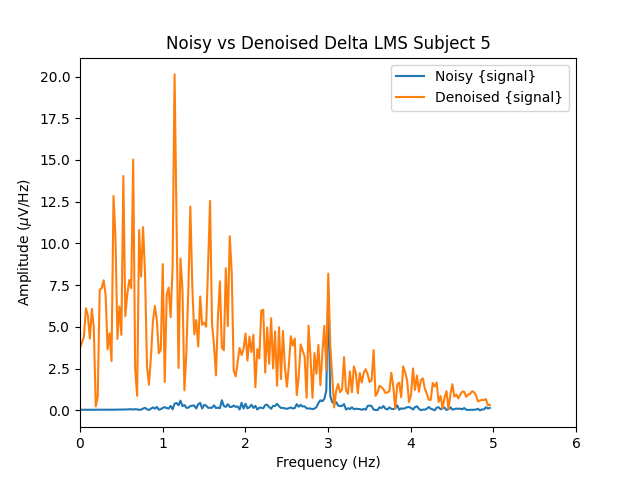 Noisy vs Denoised Delta LMS Subject 5
Noisy {signal}
Denoised {signal}
Amplitude (μV/Hz)
20.0
17.5
15.0
12.5
10.0
7.5
5.0
2.5
0.0
0 1 2 3 4 5 6
Frequency (Hz)